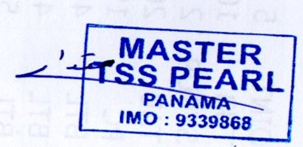 MASTER
TSS PEARL
PANAMA
IMO : 9339868